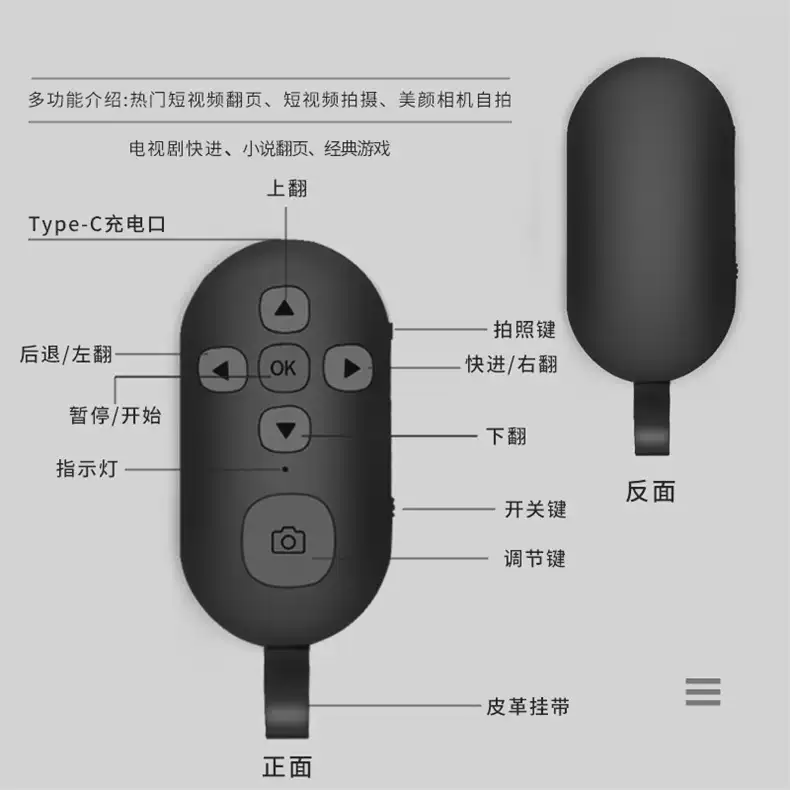 多功能介绍:热门短视频翻页、短视频拍摄、美颜相机自拍
电视剧快进、小说翻页、经典游戏
上翻
Type-C充电口
拍照键
后退/左翻
OK
快进/右翻
暂停/开始
下翻
指示灯
反面
开关键
调节键
皮革挂带
正面